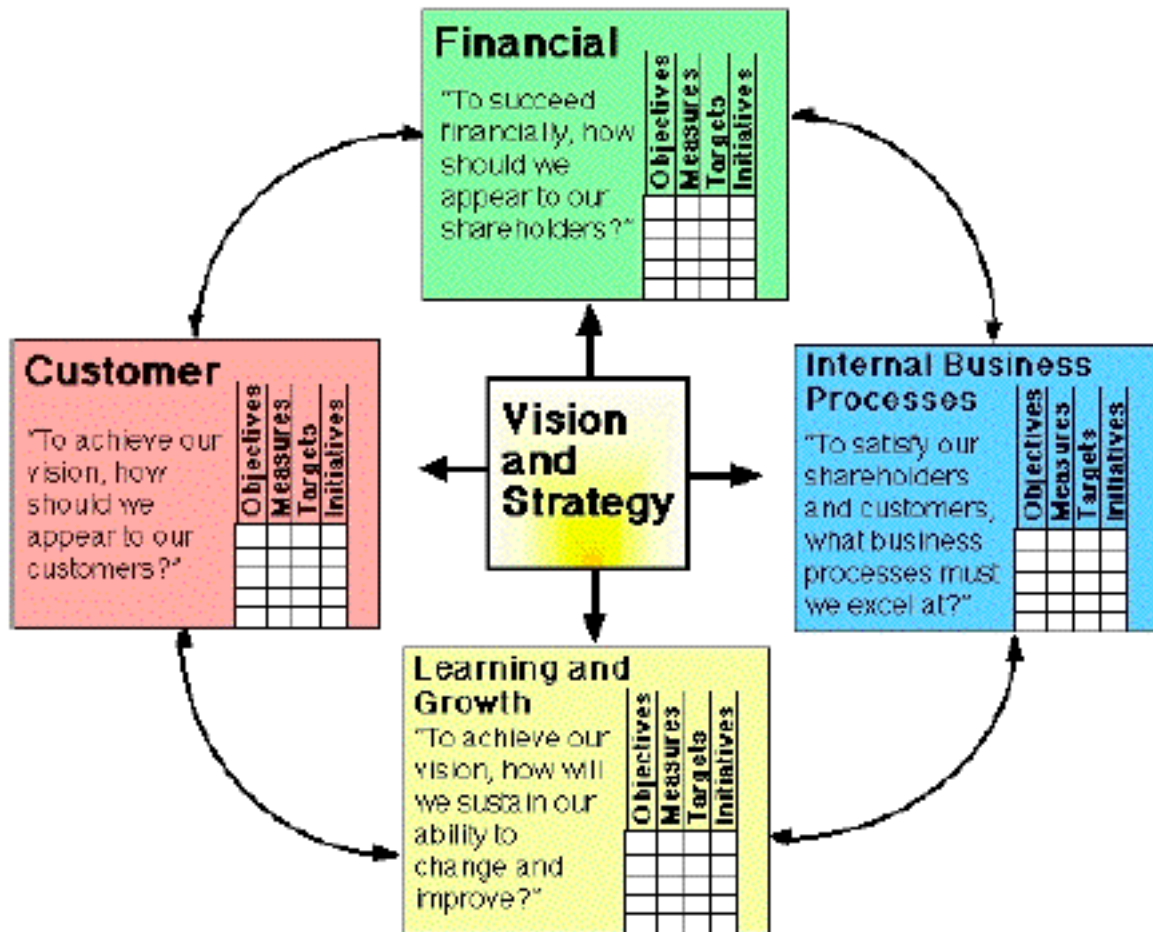 Financial
"To succeed
financially, how
should we
appear to our
shareholders?"
Objectives
Measures
Targets
Initiatives
Customer
"To achieve our
vision, how
should we
appear to our
customers?"
Objectives
Measures
Targets
Initiatives
Vision
and
Strategy
Internal Business
Processes
"To satisfy our
shareholders
and customers,
what business
processes must
we excel at?"
Objectives
Measures
Targets
Initiatives
Learning and
Growth
"To achieve our
vision, how will
we sustain our
ability to
change and
improve?"
Objectives
Measures
Targets
Initiatives